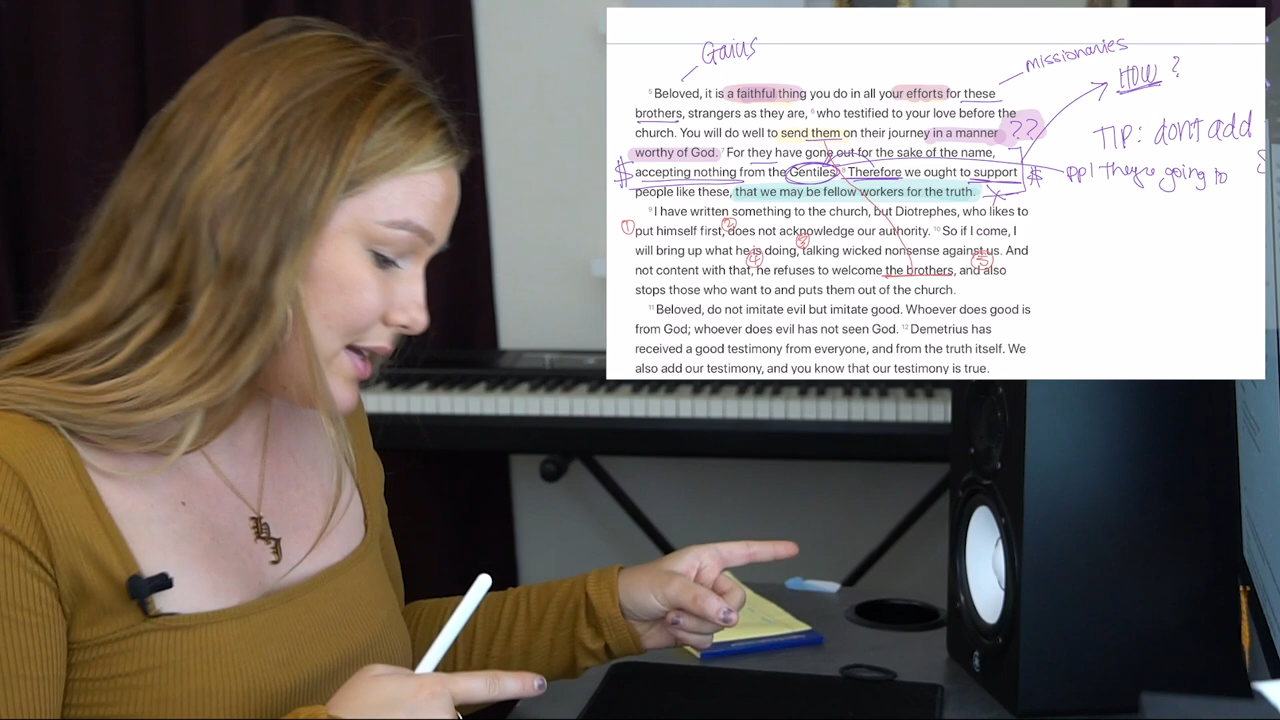 Gaius
missionaries
HOW ?
⁵ Beloved, it is a faithful thing you do in all your efforts for these
brothers, strangers as they are, ⁶ who testified to your love before the
church. You will do well to send them on their journey in a manner ??
TIP: dont add
worthy of God. ⁷ For they have gone out for the sake of the name,
$ accepting nothing from the Gentiles. ⁸ Therefore we ought to support $
ppl they're going to
people like these, that we may be fellow workers for the truth.
⁹ I have written something to the church, but Diotrephes, who likes to
① put himself first, ② does not acknowledge our authority. ¹⁰ So if I come, I
will bring up what he is doing, ③ talking wicked nonsense against us. And
not content with that, ④ he refuses to welcome the brothers, and also ⑤
stops those who want to and puts them out of the church.
¹¹ Beloved, do not imitate evil but imitate good. Whoever does good is
from God; whoever does evil has not seen God. ¹² Demetrius has
received a good testimony from everyone, and from the truth itself. We
also add our testimony, and you know that our testimony is true.